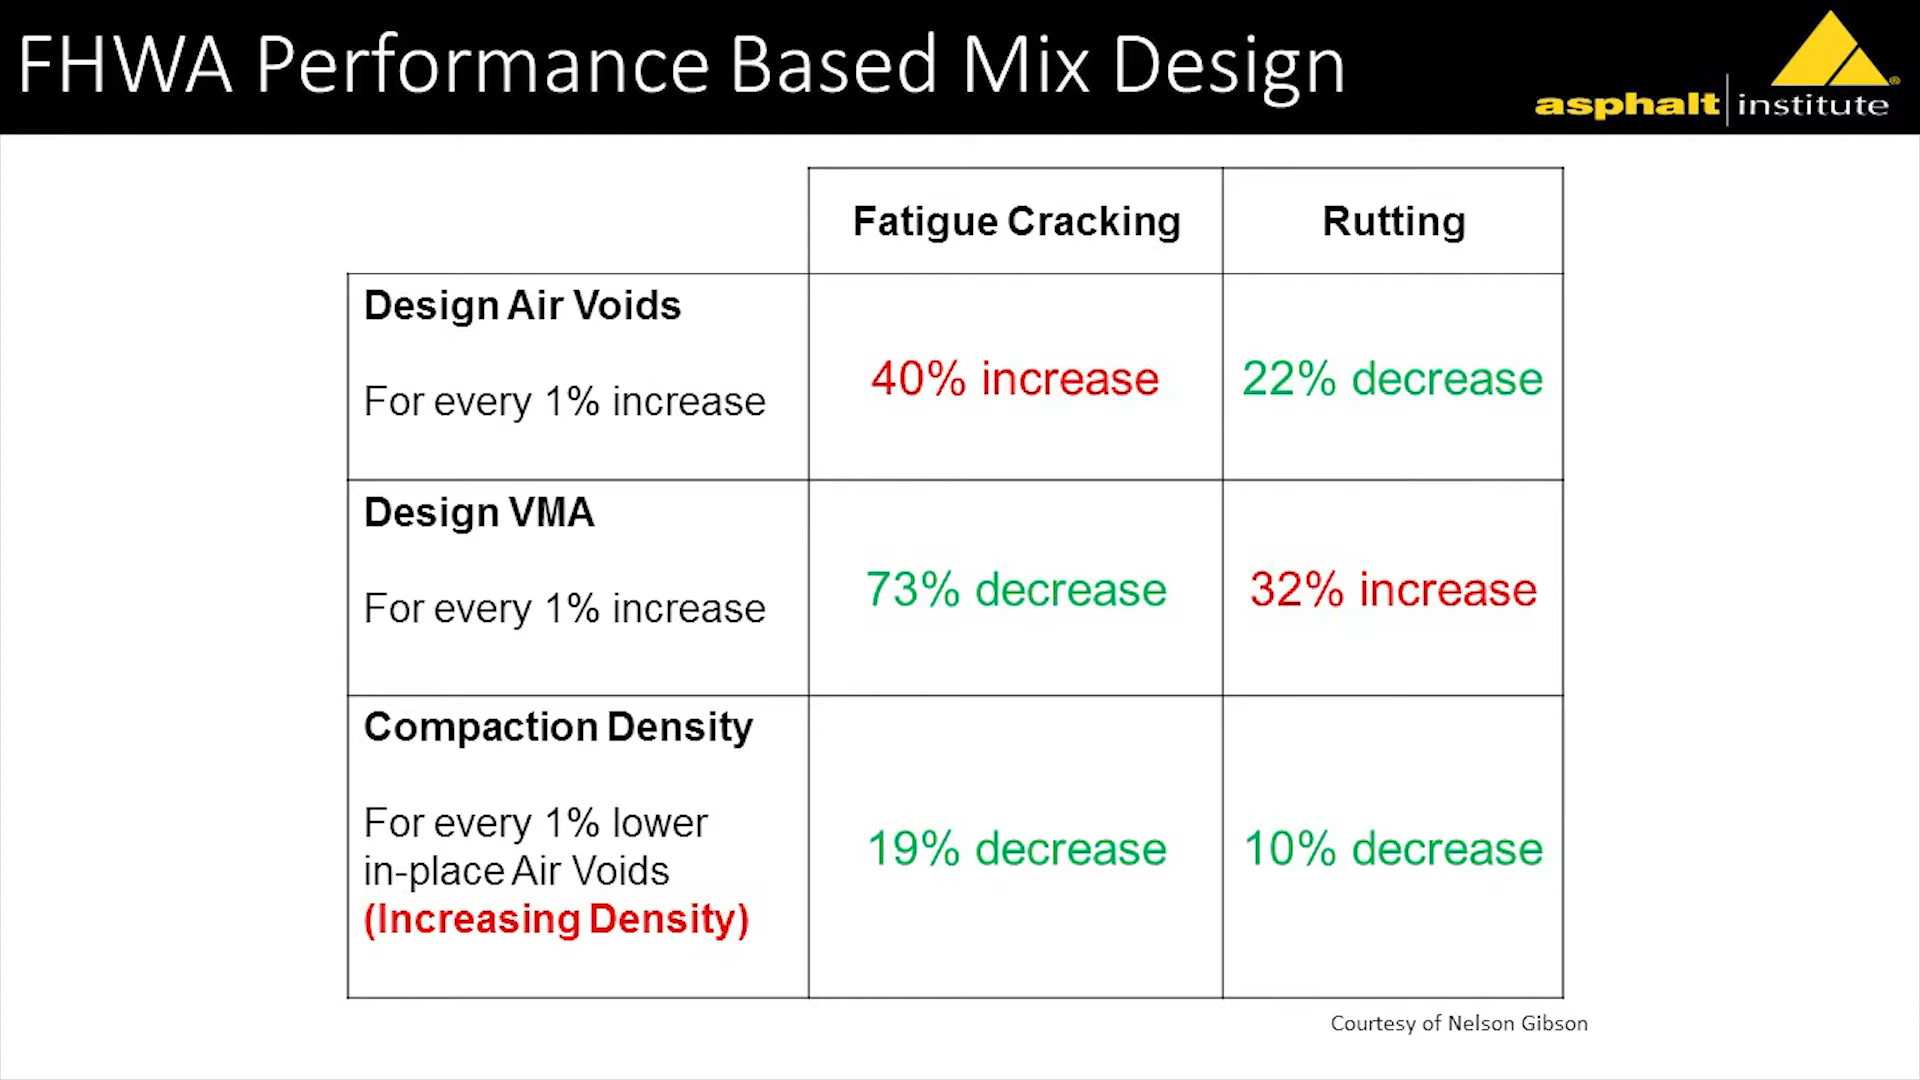 FHWA Performance Based Mix Design
asphalt institute®
Fatigue Cracking Rutting
Design Air Voids
For every 1% increase
40% increase 22% decrease
Design VMA
For every 1% increase
73% decrease 32% increase
Compaction Density
For every 1% lower
in-place Air Voids
(Increasing Density)
19% decrease 10% decrease
Courtesy of Nelson Gibson